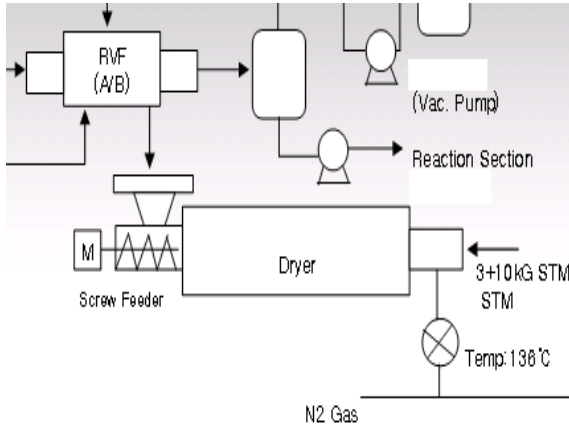 RVF
(A/B)
(Vac. Pump)
Reaction Section
M
Dryer
3+10kG STM
STM
Screw Feeder
Temp:136℃
N2 Gas